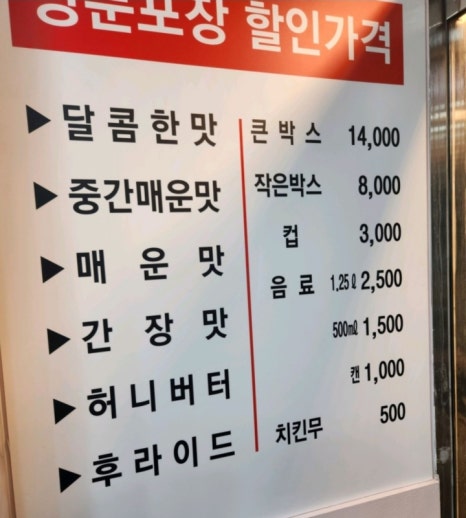 방문포장 할인가격
▶ 달콤한맛
▶ 중간매운맛
▶ 매운맛
▶ 간장맛
▶ 허니버터
▶ 후라이드
큰박스 14,000
작은박스 8,000
컵 3,000
음료 1.25ℓ 2,500
500㎖ 1,500
캔 1,000
치킨무 500